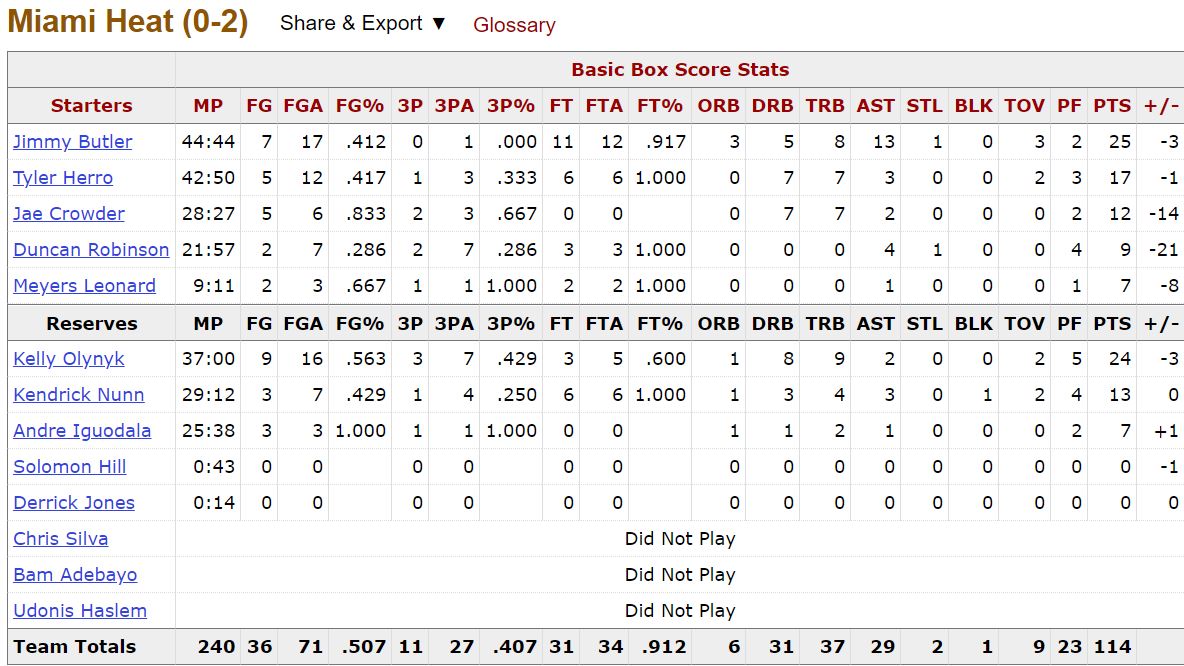 Miami Heat (0-2) Share & Export ▼ Glossary
Basic Box Score Stats
Starters MP FG FGA FG% 3P 3PA 3P% FT FTA FT% ORB DRB TRB AST STL BLK TOV PF PTS +/-
Jimmy Butler 44:44 7 17 .412 0 1 .000 11 12 .917 3 5 8 13 1 0 3 2 25 -3
Tyler Herro 42:50 5 12 .417 1 3 .333 6 6 1.000 0 7 7 3 0 0 2 3 17 -1
Jae Crowder 28:27 5 6 .833 2 3 .667 0 0 0 7 7 2 0 0 0 2 12 -14
Duncan Robinson 21:57 2 7 .286 2 7 .286 3 3 1.000 0 0 0 4 1 0 0 4 9 -21
Meyers Leonard 9:11 2 3 .667 1 1 1.000 2 2 1.000 0 0 0 1 0 0 0 1 7 -8
Reserves MP FG FGA FG% 3P 3PA 3P% FT FTA FT% ORB DRB TRB AST STL BLK TOV PF PTS +/-
Kelly Olynyk 37:00 9 16 .563 3 7 .429 3 5 .600 1 8 9 2 0 0 2 5 24 -3
Kendrick Nunn 29:12 3 7 .429 1 4 .250 6 6 1.000 1 3 4 3 0 1 2 4 13 0
Andre Iguodala 25:38 3 3 1.000 1 1 1.000 0 0 1 1 2 1 0 0 0 2 7 +1
Solomon Hill 0:43 0 0 0 0 0 0 0 0 0 0 0 0 0 0 0 -1
Derrick Jones 0:14 0 0 0 0 0 0 0 0 0 0 0 0 0 0 0 0
Chris Silva Did Not Play
Bam Adebayo Did Not Play
Udonis Haslem Did Not Play
Team Totals 240 36 71 .507 11 27 .407 31 34 .912 6 31 37 29 2 1 9 23 114